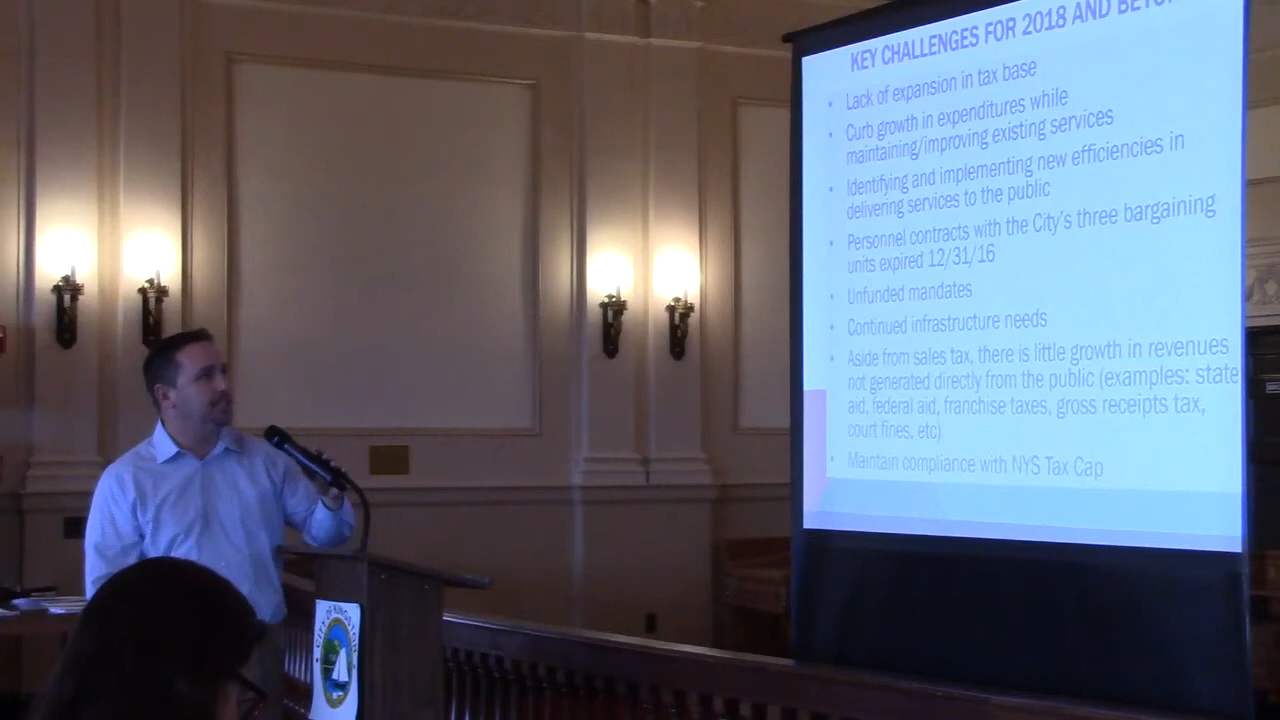 KEY CHALLENGES FOR 2018 AND BEYO
• Lack of expansion in tax base
• Curb growth in expenditures while
maintaining/improving existing services
• Identifying and implementing new efficiencies in
delivering services to the public
• Personnel contracts with the City's three bargaining
units expired 12/31/16
• Unfunded mandates
• Continued infrastructure needs
• Aside from sales tax, there is little growth in revenues
not generated directly from the public (examples: state
aid, federal aid, franchise taxes, gross receipts tax,
court fines, etc)
• Maintain compliance with NYS Tax Cap
CITY OF KINGSTON